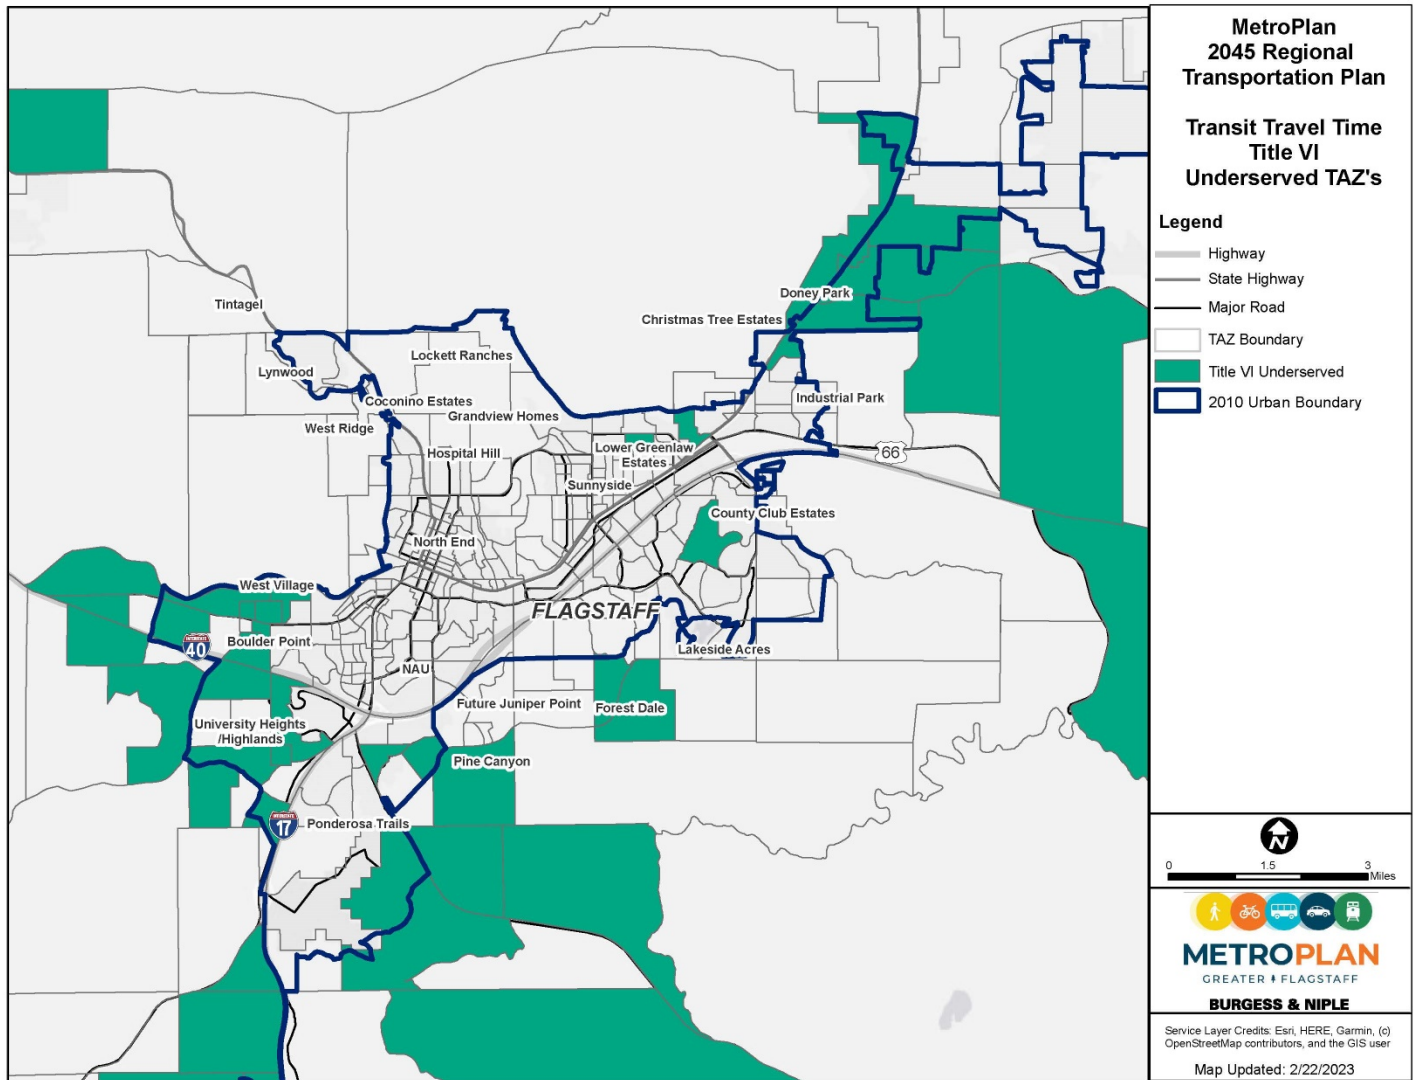 MetroPlan
2045 Regional
Transportation Plan
Transit Travel Time
Title VI
Underserved TAZ's
Legend
Highway
State Highway
Major Road
TAZ Boundary
Title VI Underserved
2010 Urban Boundary
Tintagel
Lynwood
Lockett Ranches
Coconino Estates
Grandview Homes
West Ridge
Hospital Hill
Doney Park
Christmas Tree Estates
Industrial Park
Lower Greenlaw
Estates
66
Sunnyside
County Club Estates
North End
West Village
FLAGSTAFF
Boulder Point
INTERSTATE
40
NAU
Lakeside Acres
Future Juniper Point
Forest Dale
University Heights
/Highlands
Pine Canyon
INTERSTATE
17
Ponderosa Trails
N
0 1.5 3
Miles
METROPLAN
GREATER FLAGSTAFF
BURGESS & NIPLE
Service Layer Credits: Esri, HERE, Garmin, (c)
OpenStreetMap contributors, and the GIS user
Map Updated: 2/22/2023